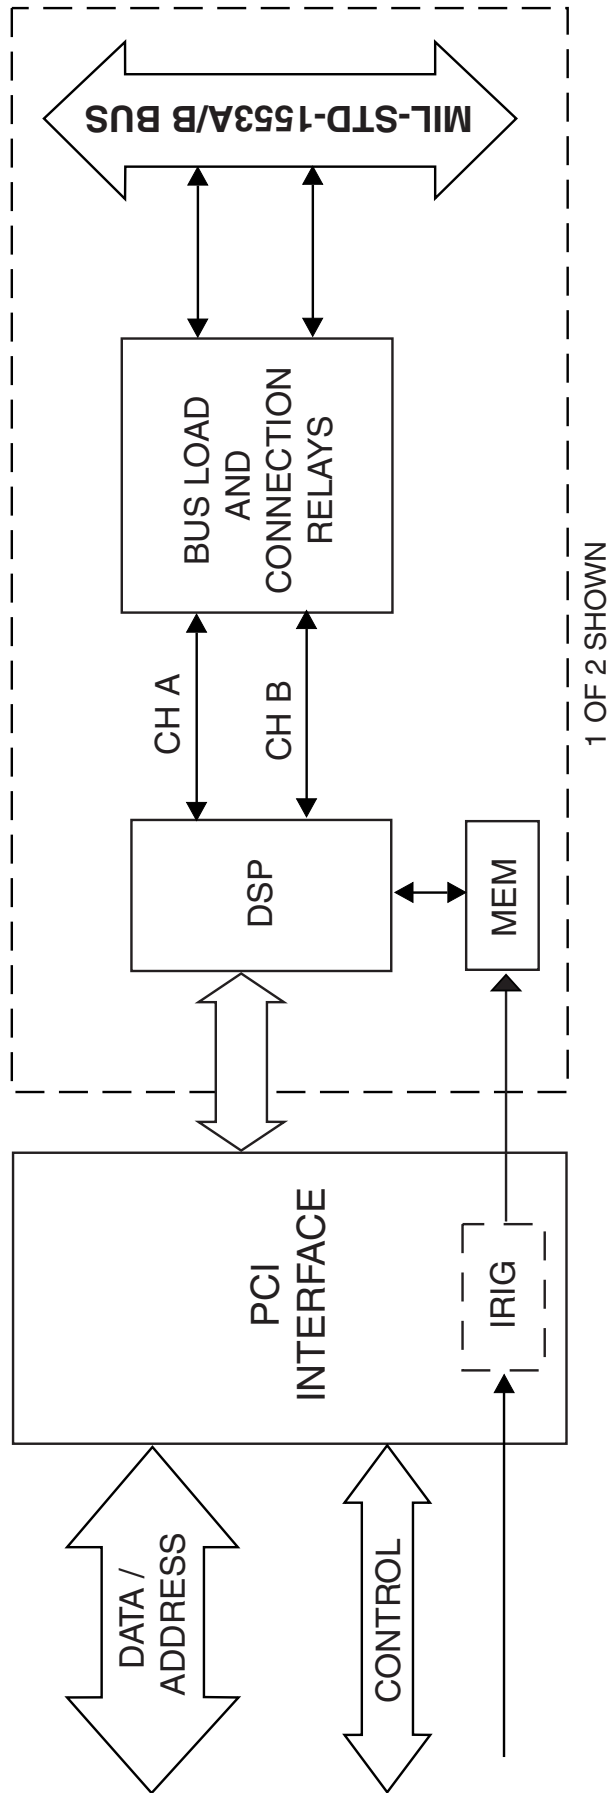 DATA /
ADDRESS
CONTROL
PCI
INTERFACE
IRIG
DSP
MEM
CH A
CH B
BUS LOAD
AND
CONNECTION
RELAYS
MIL-STD-1553A/B BUS
1 OF 2 SHOWN